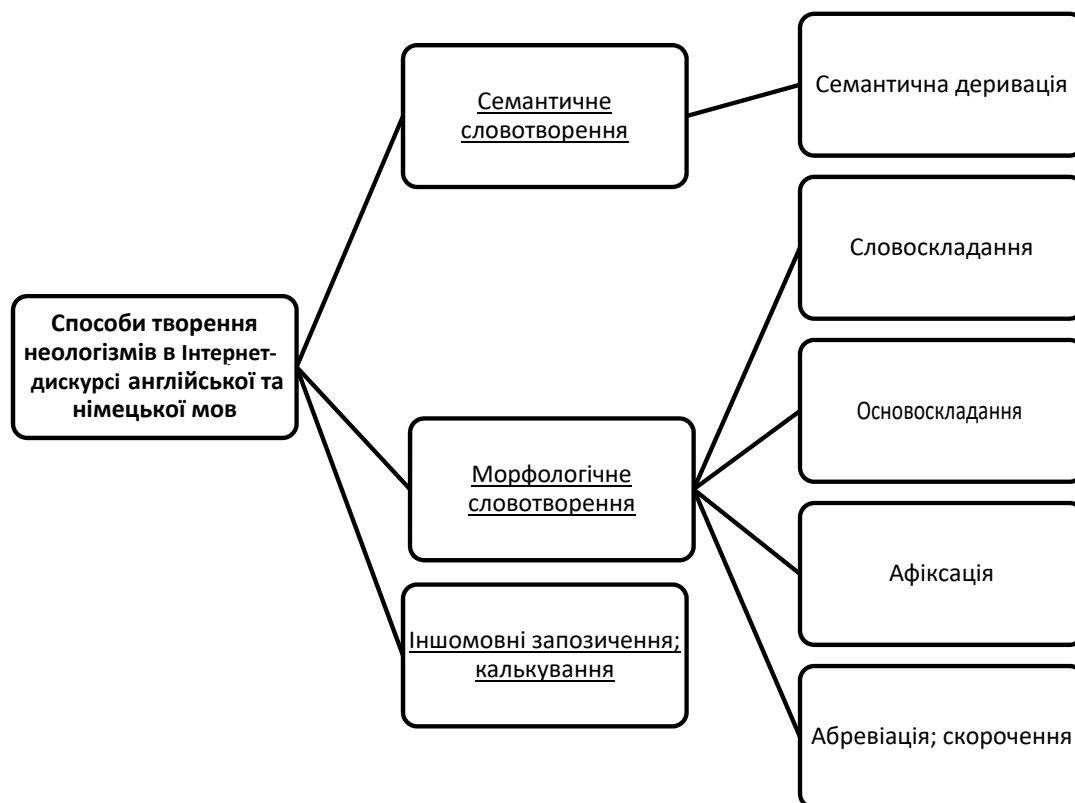 Способи творення
неологізмів в Інтернет-
дискурсі англійської та
німецької мов
Семантичне
словотворення
Семантична деривація
Морфологічне
словотворення
Словоскладання
Основоскладання
Афіксація
Абревіація; скорочення
Іншомовні запозичення;
калькування